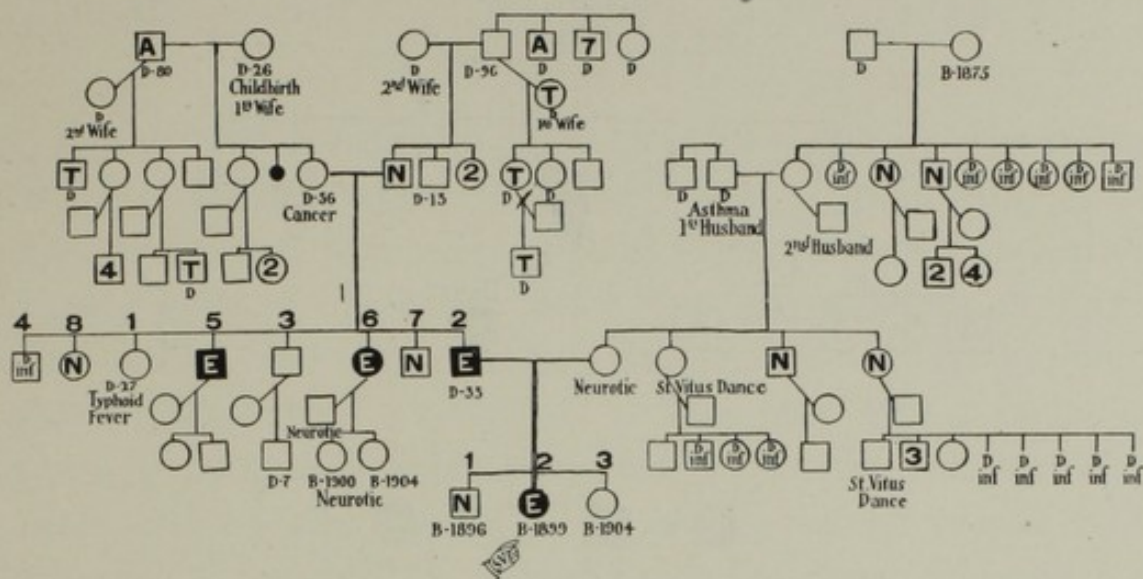 A D-80
D-26
Childbirth
1st Wife
D
2nd Wife
D
2nd Wife
D-96
A D
7 D
D
T
D
1st Wife
D
B-1875
T D
D-36
Cancer
N
D-13
2
T D
D
D
D
Asthma
1st Husband
2nd Husband
D inf
N
N
D inf
D inf
D inf
D inf
D inf
4
T D
2
T D
2
4
4
8
1
5
3
6
7
2
D inf
N
D-27
Typhoid
Fever
E
E
N
E
D-33
Neurotic
St Vitus Dance
N
N
Neurotic
D-7
B-1900
B-1904
Neurotic
D inf
D inf
D inf
3
St Vitus
Dance
D inf
D inf
D inf
D inf
D inf
1
2
3
N
E
B-1896
B-1899
B-1904